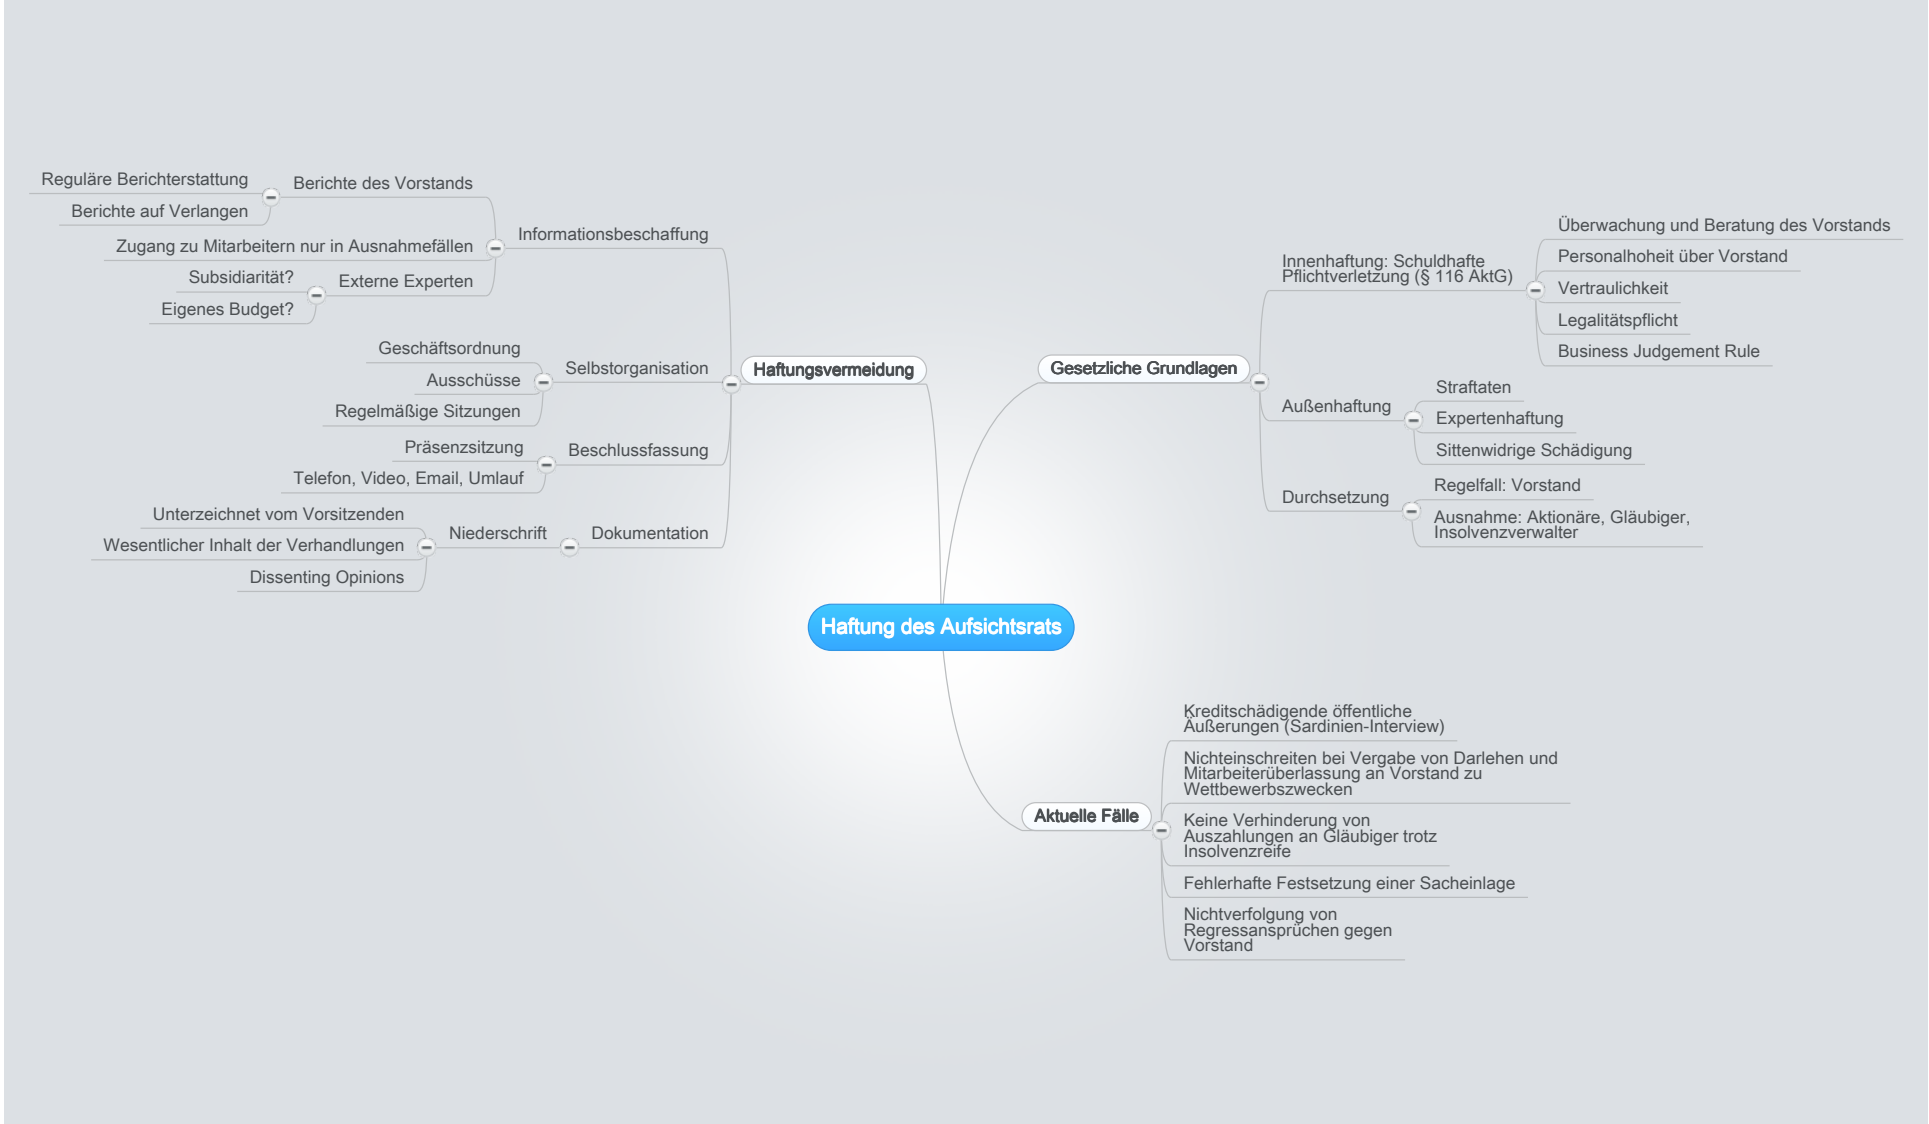 Haftung des Aufsichtsrats
Gesetzliche Grundlagen
Innenhaftung: Schuldhafte
Pflichtverletzung (§ 116 AktG)
Überwachung und Beratung des Vorstands
Personalhoheit über Vorstand
Vertraulichkeit
Legalitätspflicht
Business Judgement Rule
Außenhaftung
Straftaten
Expertenhaftung
Sittenwidrige Schädigung
Durchsetzung
Regelfall: Vorstand
Ausnahme: Aktionäre, Gläubiger,
Insolvenzverwalter
Aktuelle Fälle
Kreditschädigende öffentliche
Äußerungen (Sardinien-Interview)
Nichteinschreiten bei Vergabe von Darlehen und
Mitarbeiterüberlassung an Vorstand zu
Wettbewerbszwecken
Keine Verhinderung von
Auszahlungen an Gläubiger trotz
Insolvenzreife
Fehlerhafte Festsetzung einer Sacheinlage
Nichtverfolgung von
Regressansprüchen gegen
Vorstand
Haftungsvermeidung
Informationsbeschaffung
Berichte des Vorstands
Reguläre Berichterstattung
Berichte auf Verlangen
Zugang zu Mitarbeitern nur in Ausnahmefällen
Externe Experten
Subsidiarität?
Eigenes Budget?
Selbstorganisation
Geschäftsordnung
Ausschüsse
Regelmäßige Sitzungen
Beschlussfassung
Präsenzsitzung
Telefon, Video, Email, Umlauf
Dokumentation
Niederschrift
Unterzeichnet vom Vorsitzenden
Wesentlicher Inhalt der Verhandlungen
Dissenting Opinions